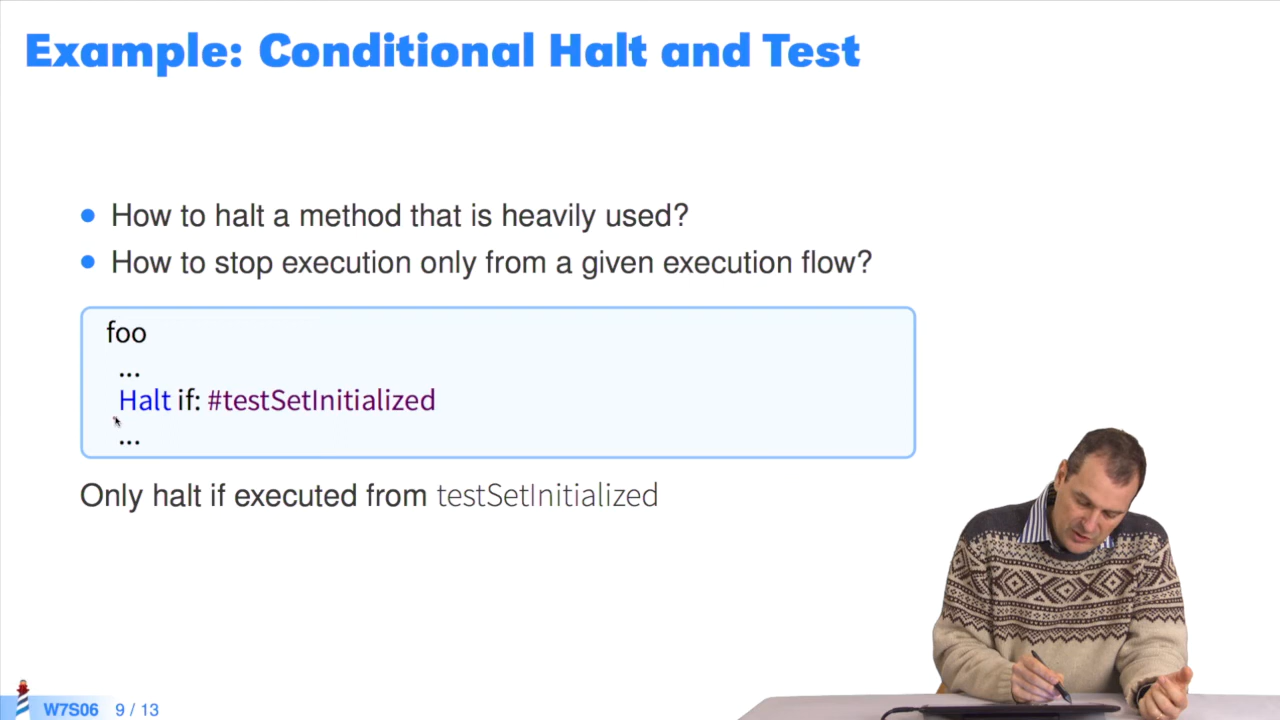 Example: Conditional Halt and Test
How to halt a method that is heavily used?
How to stop execution only from a given execution flow?
foo
...
Halt if: #testSetInitialized
...
Only halt if executed from testSetInitialized
W7S06 9 / 13